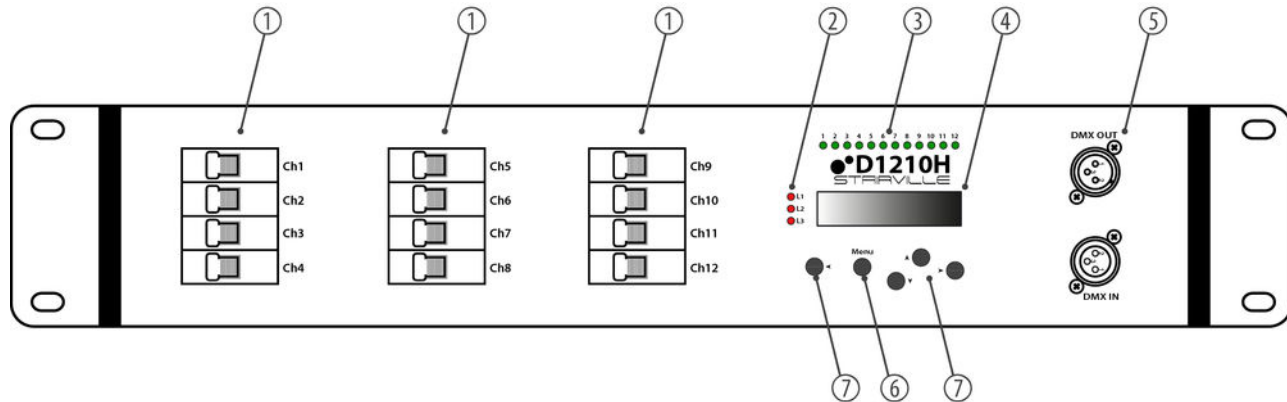 ① ① ① ② ③ ④ ⑤
DMX OUT
1 2 3 4 5 6 7 8 9 10 11 12
D1210H
STAIRVILLE
Ch1 Ch5 Ch9
Ch2 Ch6 Ch10
Ch3 Ch7 Ch11
Ch4 Ch8 Ch12
L1
L2
L3
Menu
DMX IN
⑦ ⑥ ⑦